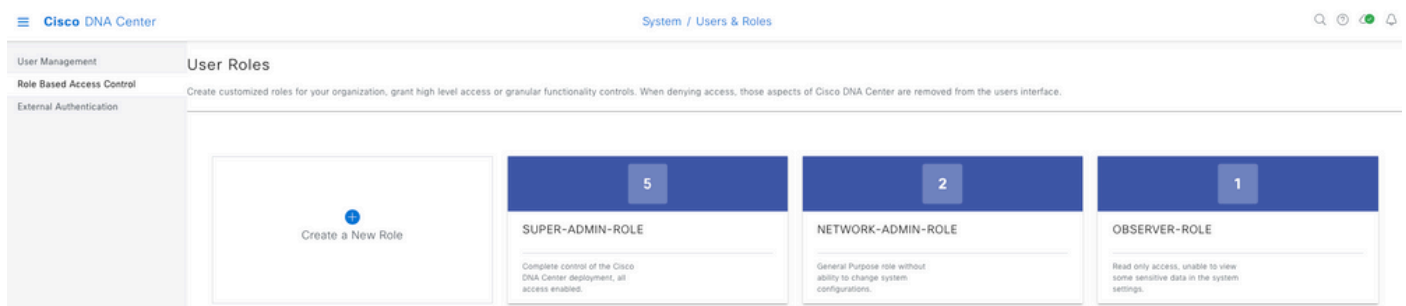 Cisco DNA Center
System / Users & Roles
User Management
Role Based Access Control
External Authentication
User Roles
Create customized roles for your organization, grant high level access or granular functionality controls. When denying access, those aspects of Cisco DNA Center are removed from the users interface.
Create a New Role
5
SUPER-ADMIN-ROLE
Complete control of the Cisco
DNA Center deployment, all
access enabled.
2
NETWORK-ADMIN-ROLE
General Purpose role without
ability to change system
configurations.
1
OBSERVER-ROLE
Read only access, unable to view
some sensitive data in the system
settings.